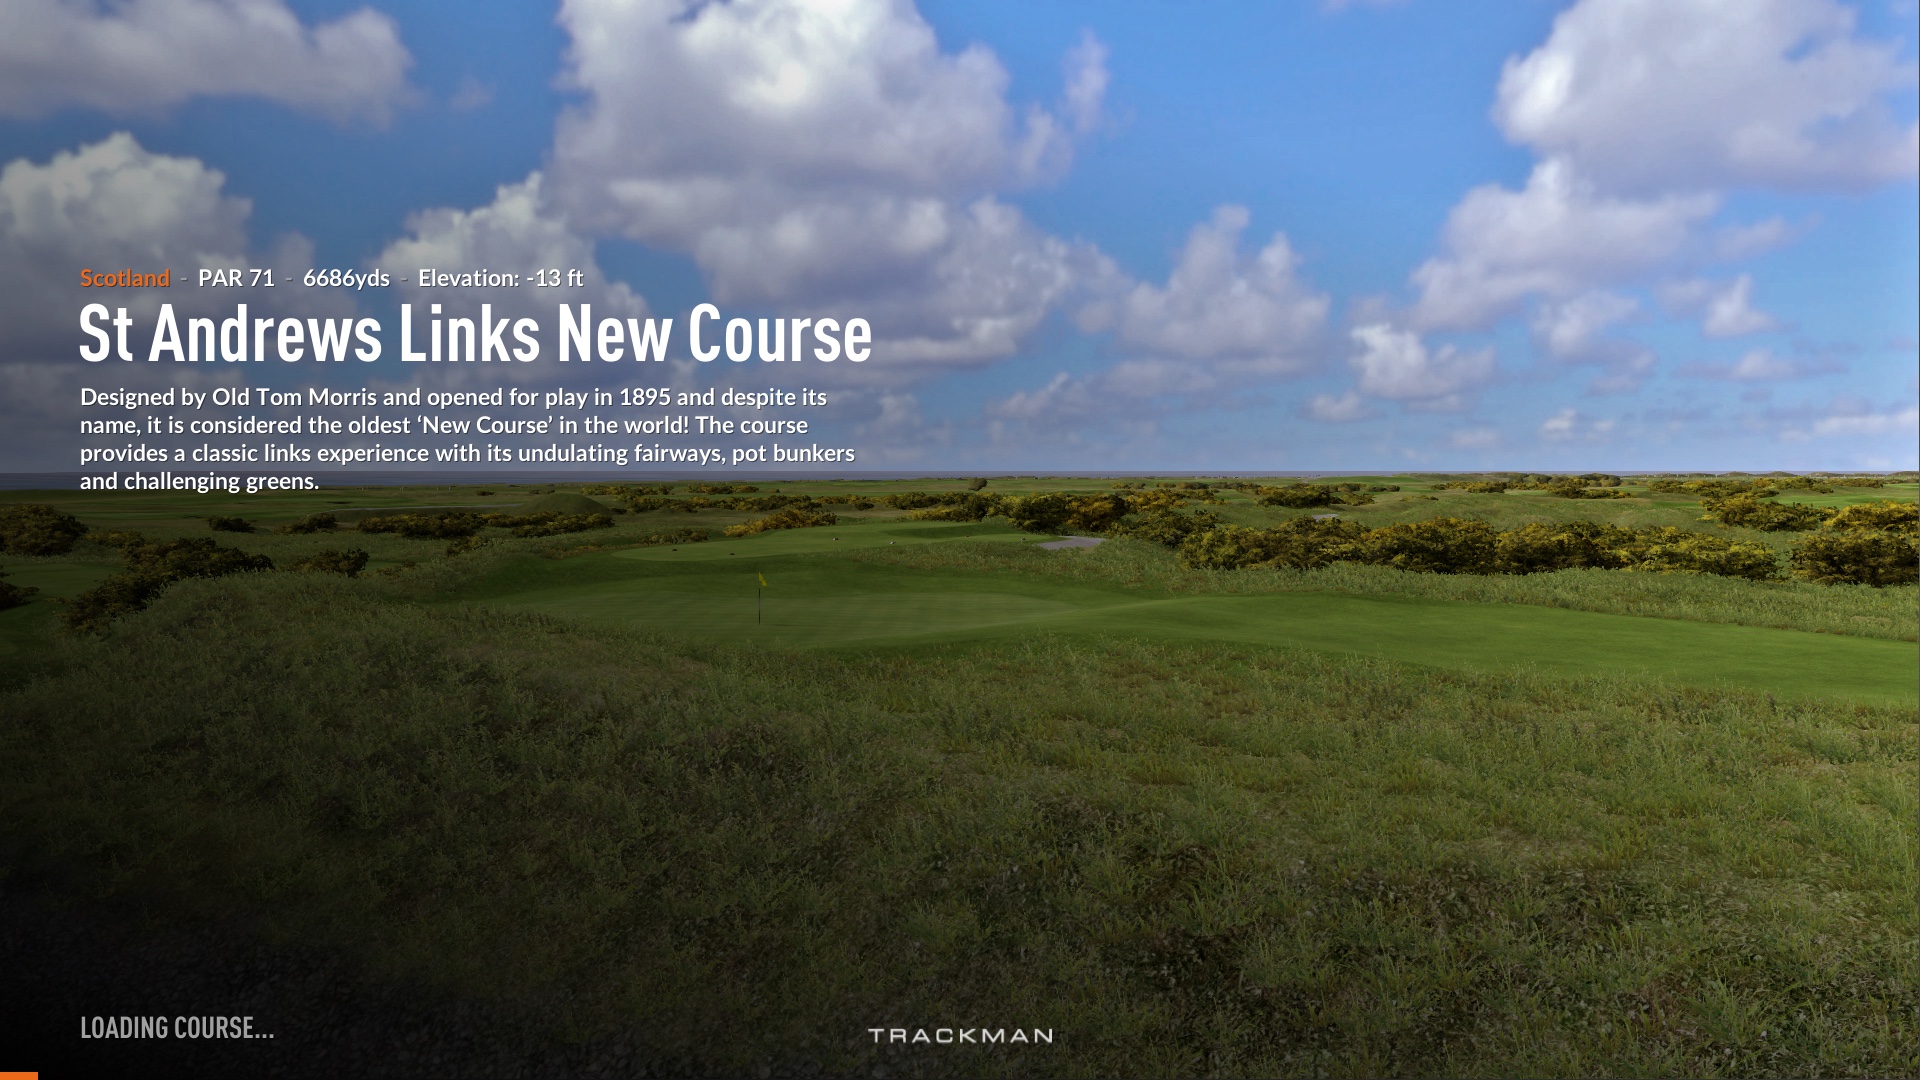 Scotland - PAR 71 - 6686yds - Elevation: -13 ft
St Andrews Links New Course
Designed by Old Tom Morris and opened for play in 1895 and despite its
name, it is considered the oldest ‘New Course’ in the world! The course
provides a classic links experience with its undulating fairways, pot bunkers
and challenging greens.
LOADING COURSE...
TRACKMAN